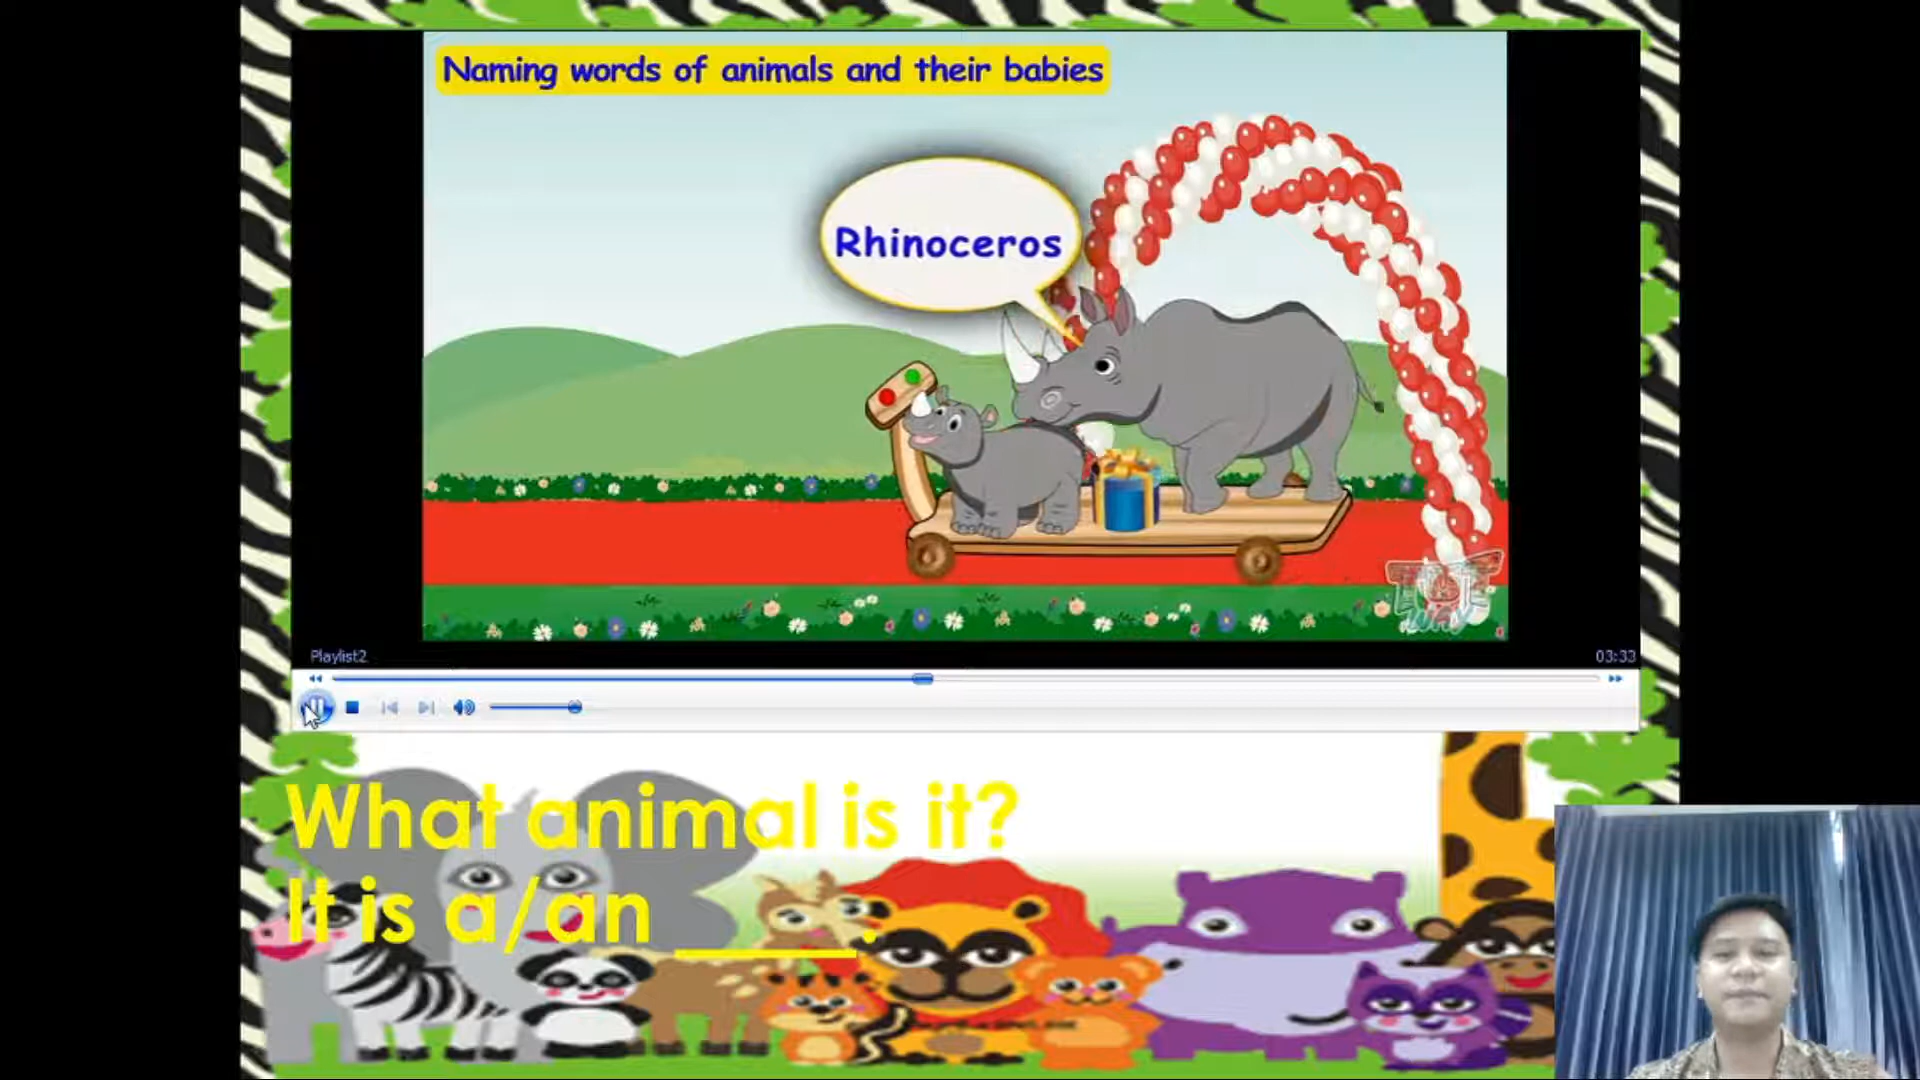 Naming words of animals and their babies
Rhinoceros
Playlist2
03:33
What animal is it?
It is a/an ______.